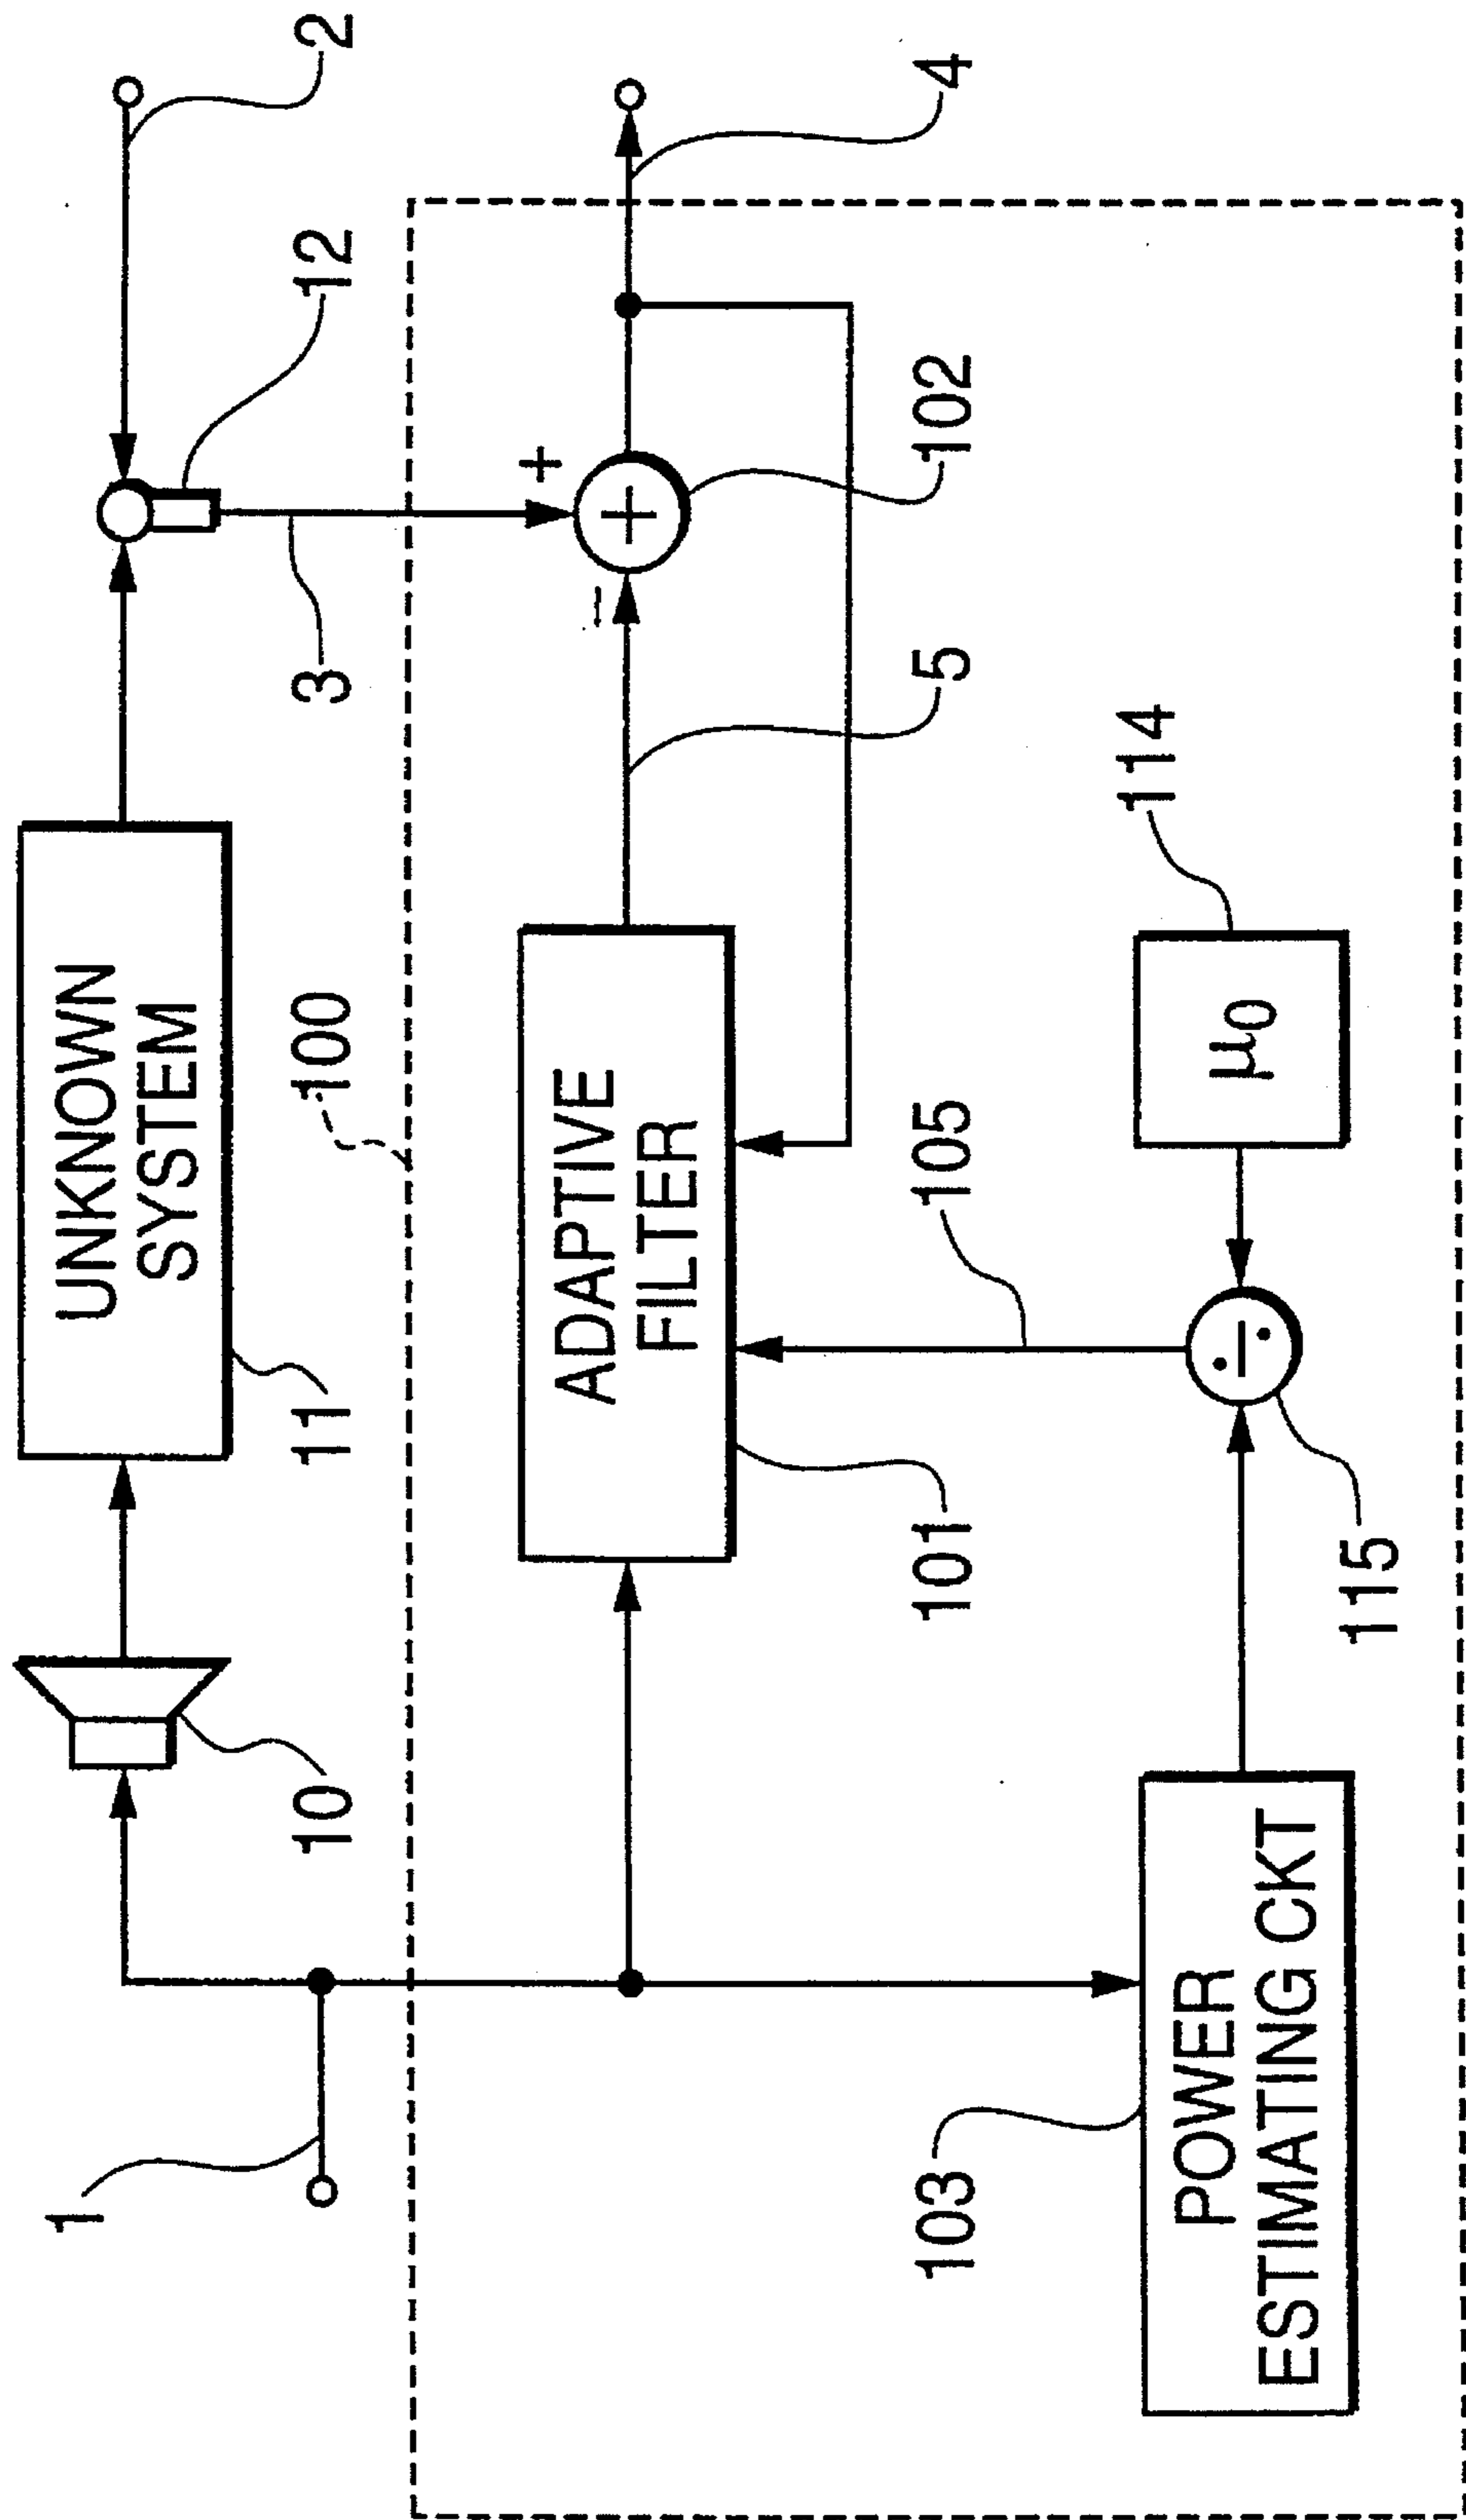 1
10
11
UNKNOWN
SYSTEM
12
2
3
100
+
-
+
4
102
5
ADAPTIVE
FILTER
101
105
114
μ0
÷
115
103
POWER
ESTIMATING CKT